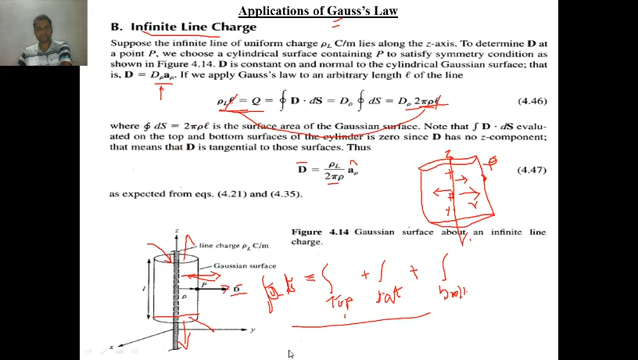 Applications of Gauss's Law
B. Infinite Line Charge
Suppose the infinite line of uniform charge ρL C/m lies along the z-axis. To determine D at
a point P, we choose a cylindrical surface containing P to satisfy symmetry condition as
shown in Figure 4.14. D is constant on and normal to the cylindrical Gaussian surface; that
is, D = Dρaρ. If we apply Gauss's law to an arbitrary length ℓ of the line
ρLℓ = Q = ∮ D · dS = Dρ ∮ dS = Dρ 2πρℓ (4.46)
where ∮ dS = 2πρℓ is the surface area of the Gaussian surface. Note that ∫ D · dS evalu-
ated on the top and bottom surfaces of the cylinder is zero since D has no z-component;
that means that D is tangential to those surfaces. Thus
D = ρL / 2πρ aρ (4.47)
as expected from eqs. (4.21) and (4.35).
Figure 4.14 Gaussian surface about an infinite line
charge.
z
line charge ρL C/m
Gaussian surface
ℓ
P
ρ
D
y
x
= ∫ + ∫ + ∫
Top